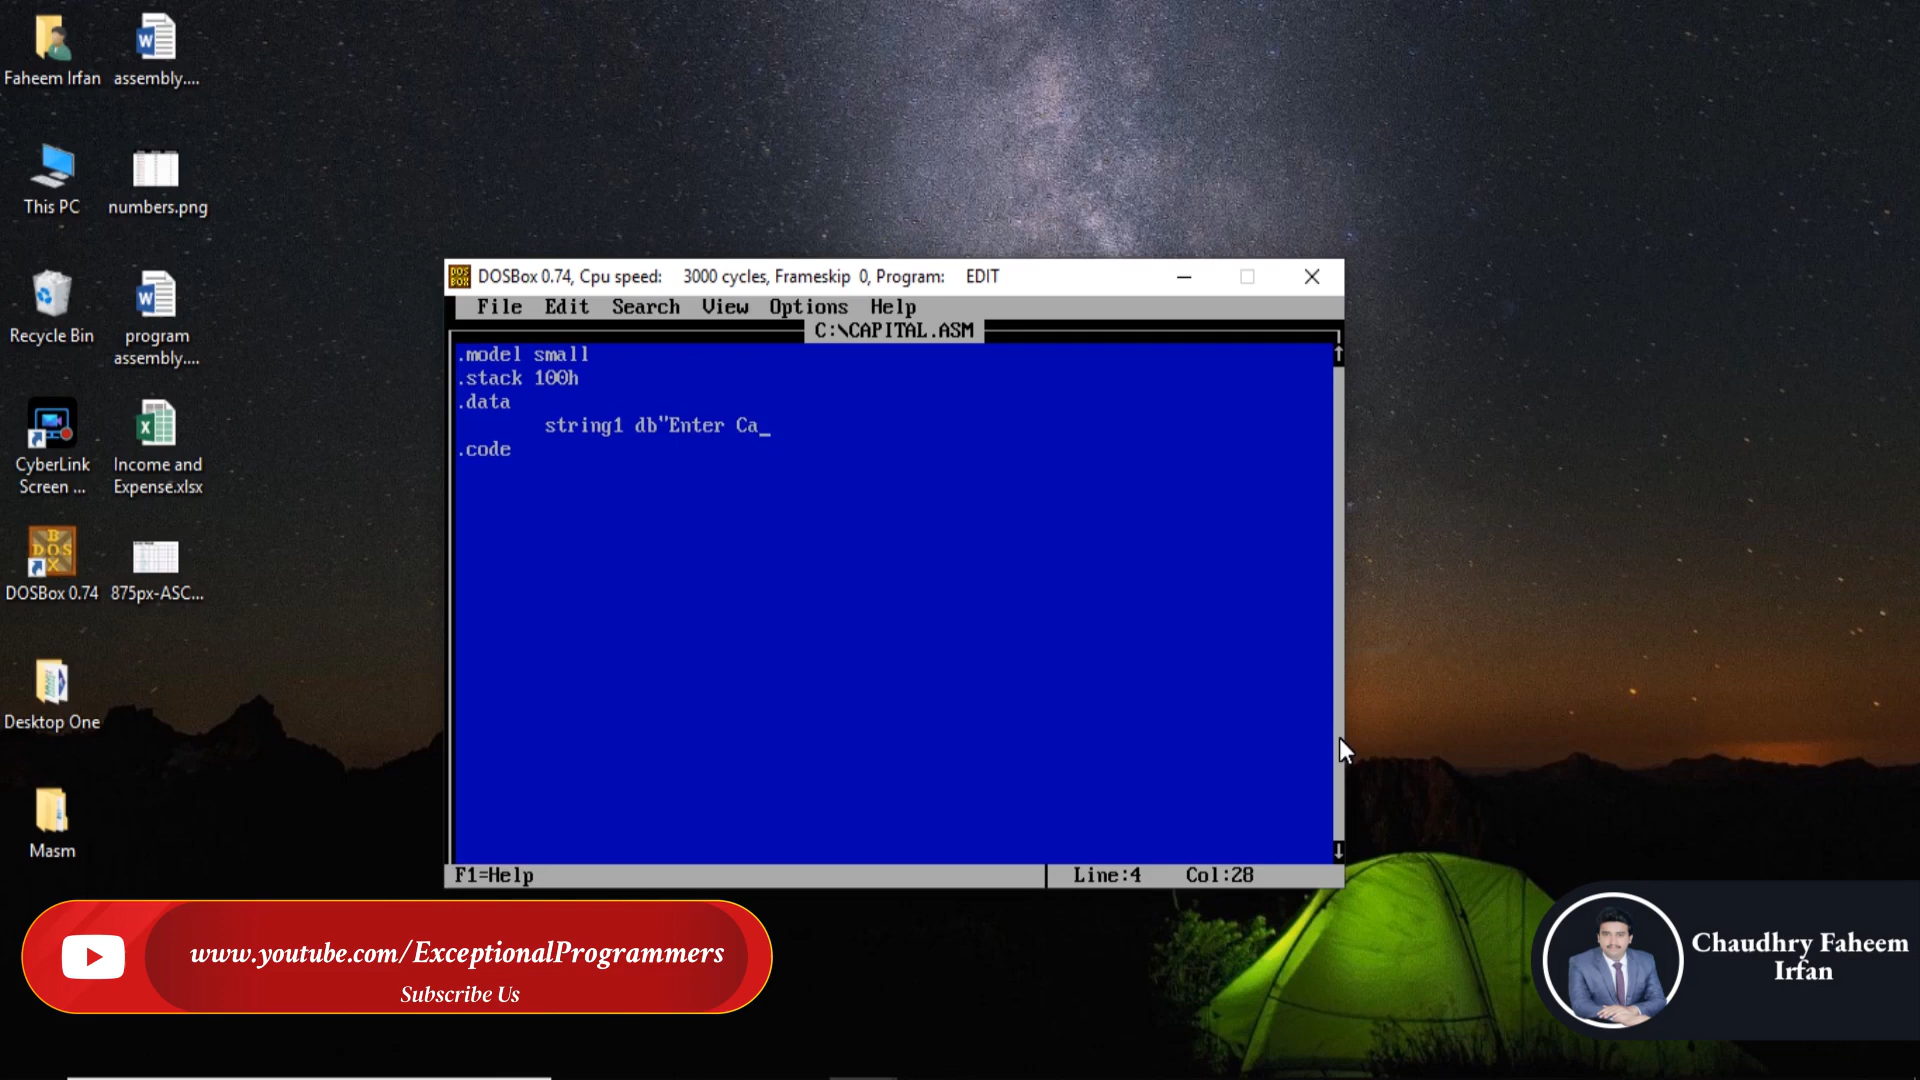 Faheem Irfan
assembly....
This PC
numbers.png
Recycle Bin
program
assembly....
CyberLink
Screen ...
Income and
Expense.xlsx
DOSBox 0.74
875px-ASC...
Desktop One
Masm
DOSBox 0.74, Cpu speed: 3000 cycles, Frameskip 0, Program: EDIT
File Edit Search View Options Help
C:\CAPITAL.ASM
.model small
.stack 100h
.data
string1 db"Enter Ca_
.code
F1=Help Line:4 Col:28
www.youtube.com/ExceptionalProgrammers
Subscribe Us
Chaudhry Faheem
Irfan